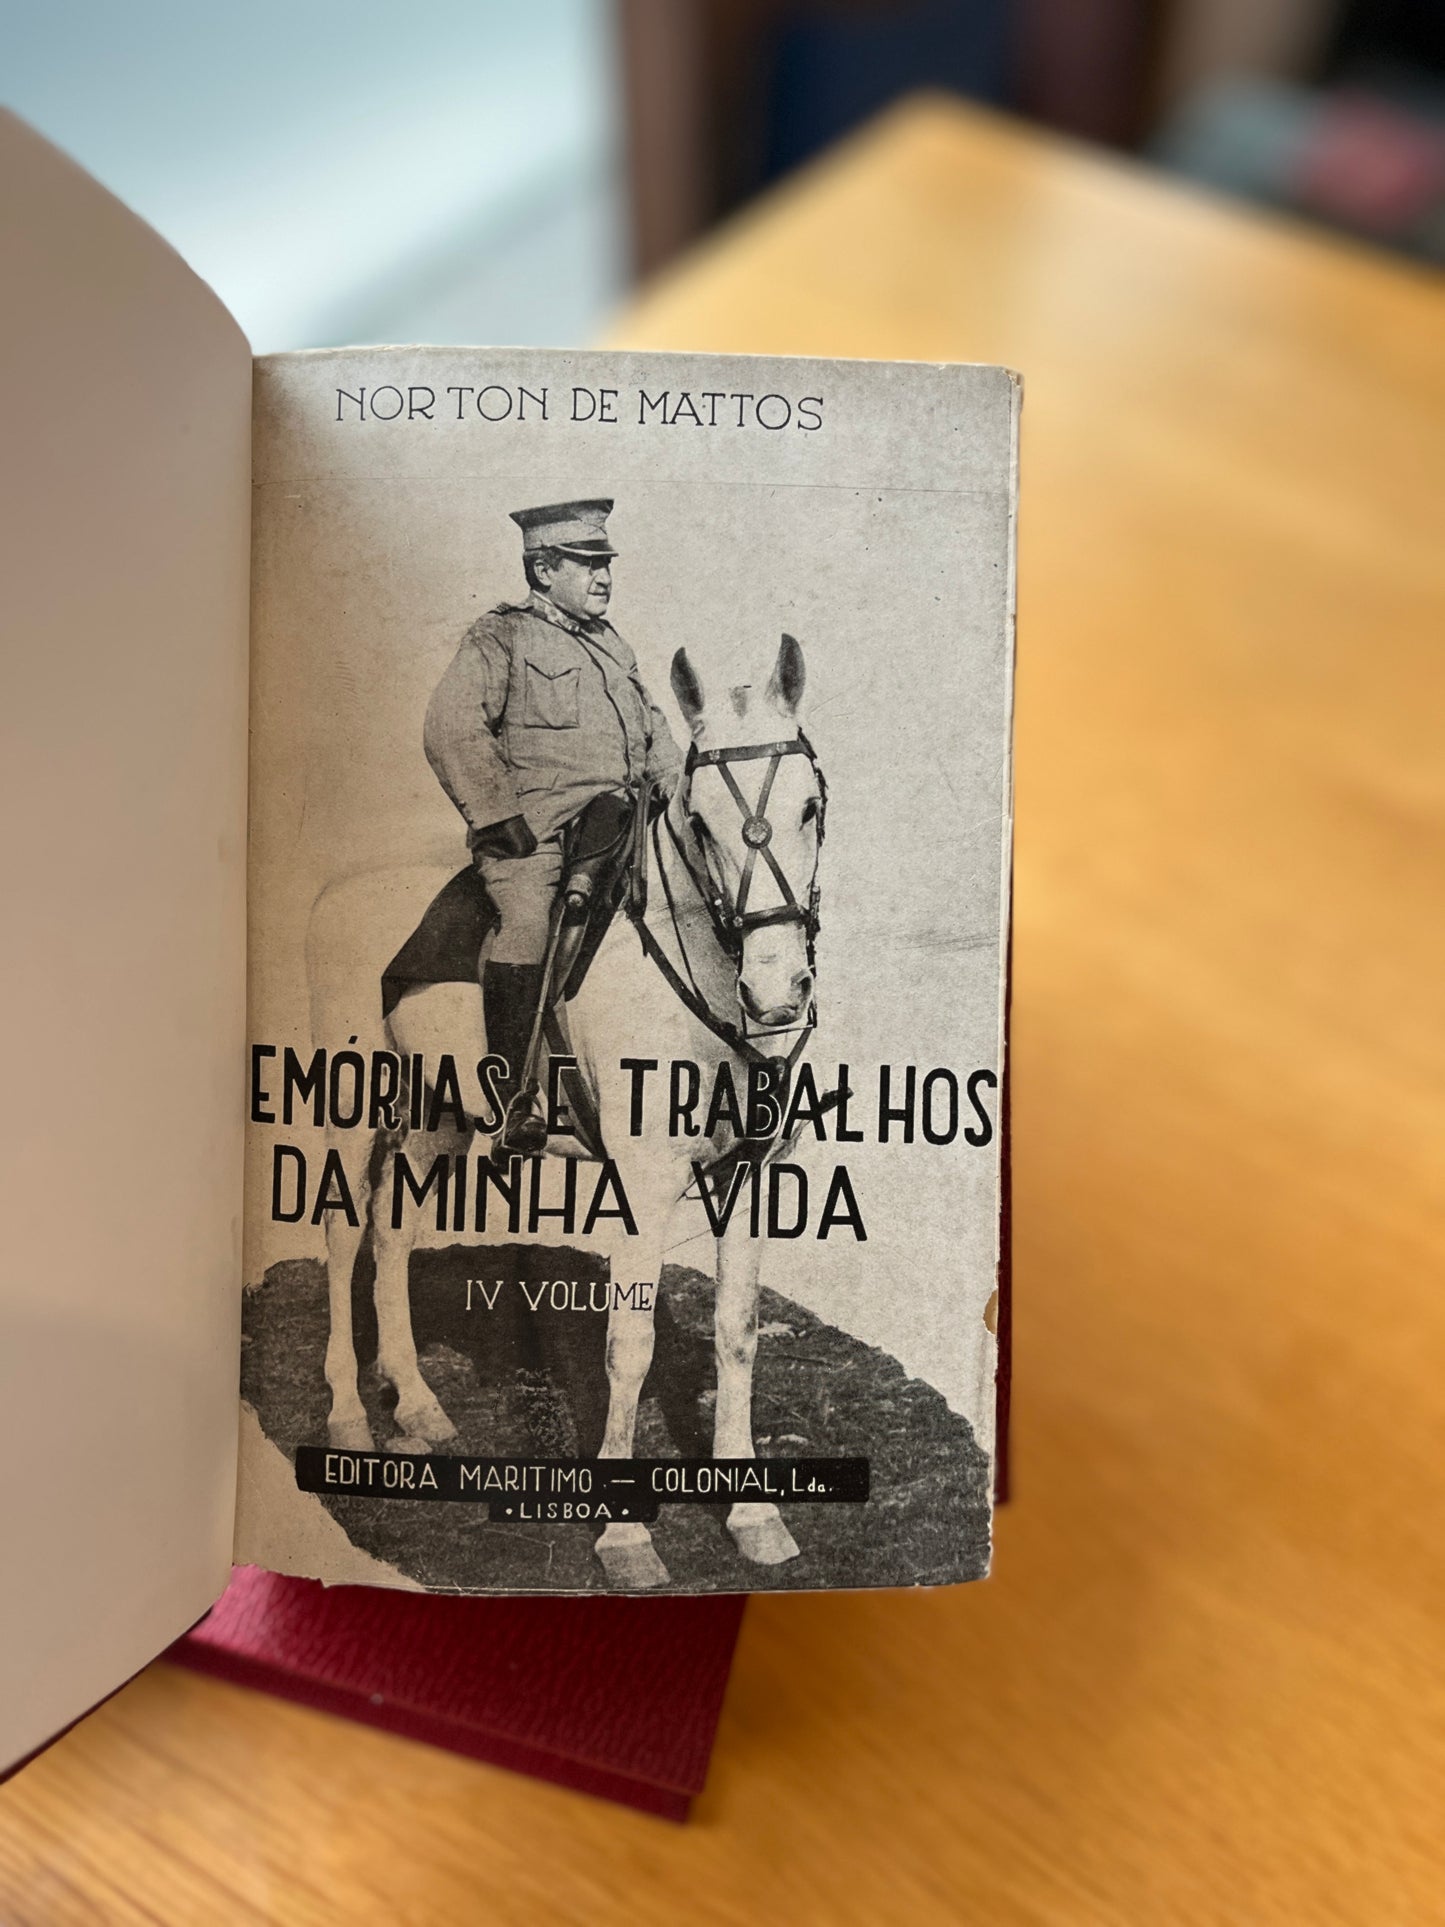 NORTON DE MATTOS
EMÓRIAS E TRABALHOS
DA MINHA VIDA
IV VOLUME
EDITORA MARITIMO — COLONIAL, Lda.
• LISBOA •